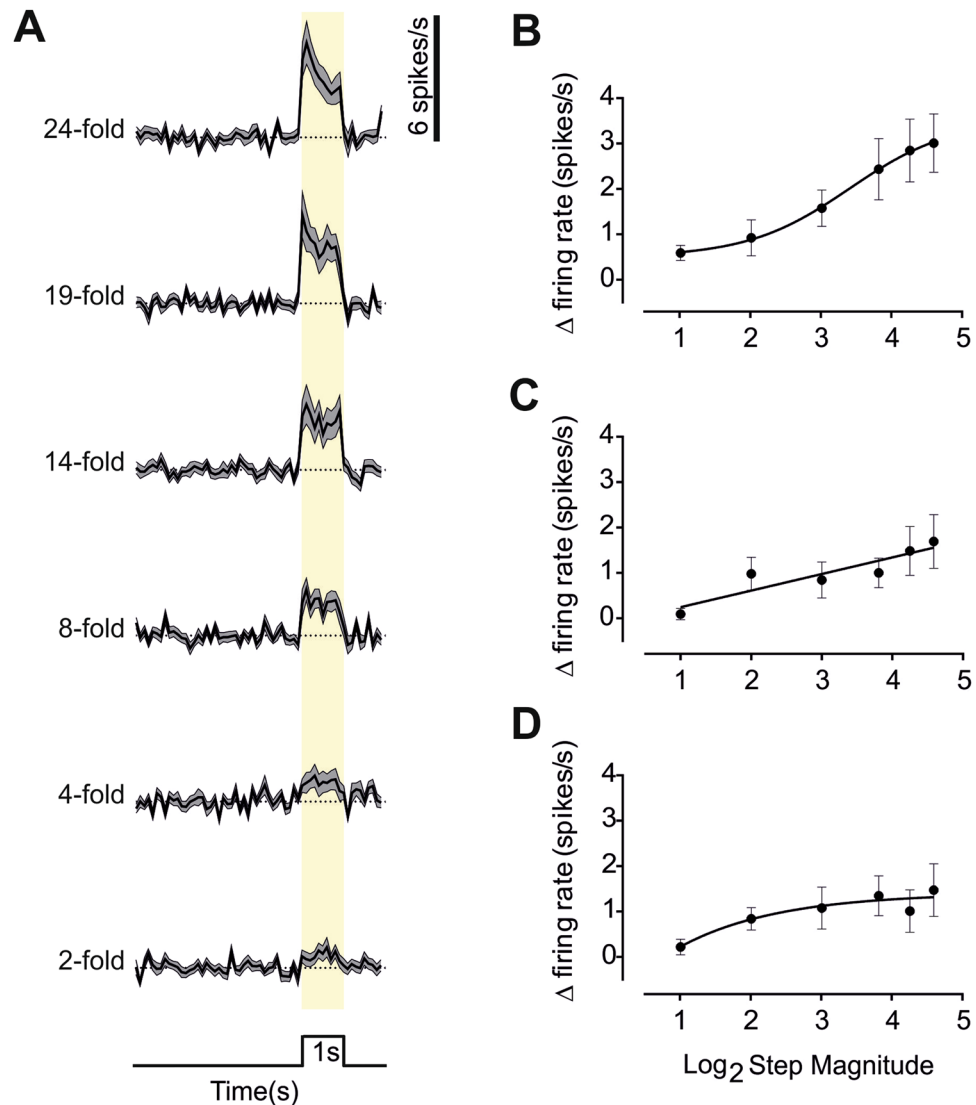 A
6 spikes/s
24-fold
19-fold
14-fold
8-fold
4-fold
2-fold
1s
Time(s)
B
Δ firing rate (spikes/s)
4
3
2
1
0
1 2 3 4 5
C
Δ firing rate (spikes/s)
4
3
2
1
0
1 2 3 4 5
D
Δ firing rate (spikes/s)
4
3
2
1
0
1 2 3 4 5
Log2 Step Magnitude